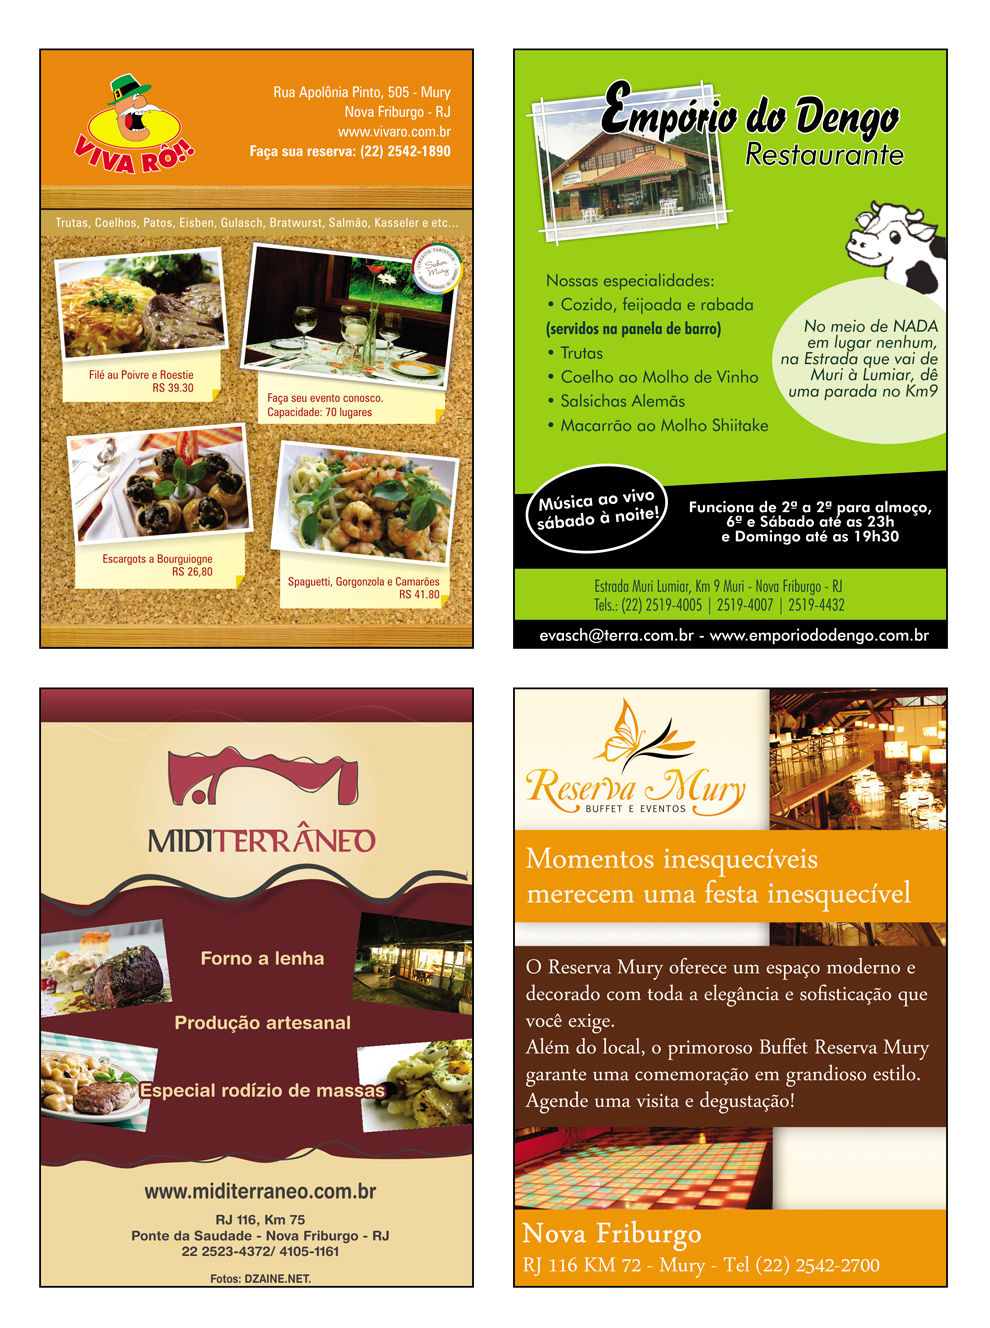 VIVA RÔ!!
Rua Apolônia Pinto, 505 - Mury
Nova Friburgo - RJ
www.vivaro.com.br
Faça sua reserva: (22) 2542-1890
Trutas, Coelhos, Patos, Eisben, Gulasch, Bratwurst, Salmão, Kasseler e etc...
Sabor
Mury
Filé au Poivre e Roestie
RS 39.30
Faça seu evento conosco.
Capacidade: 70 lugares
Escargots a Bourguiogne
RS 26,80
Spaguetti, Gorgonzola e Camarões
RS 41.80
Empório do Dengo
Restaurante
Nossas especialidades:
• Cozido, feijoada e rabada
(servidos na panela de barro)
• Trutas
• Coelho ao Molho de Vinho
• Salsichas Alemãs
• Macarrão ao Molho Shiitake
No meio de NADA
em lugar nenhum,
na Estrada que vai de
Muri à Lumiar, dê
uma parada no Km9
Música ao vivo
sábado à noite!
Funciona de 2ª a 2ª para almoço,
6ª e Sábado até as 23h
e Domingo até as 19h30
Estrada Muri Lumiar, Km 9 Muri - Nova Friburgo - RJ
Tels.: (22) 2519-4005 | 2519-4007 | 2519-4432
evasch@terra.com.br - www.emporiododengo.com.br
MIDITERRÂNEO
Forno a lenha
Produção artesanal
Especial rodízio de massas
www.miditerraneo.com.br
RJ 116, Km 75
Ponte da Saudade - Nova Friburgo - RJ
22 2523-4372/ 4105-1161
Fotos: DZAINE.NET.
Reserva Mury
BUFFET E EVENTOS
Momentos inesquecíveis
merecem uma festa inesquecível
O Reserva Mury oferece um espaço moderno e
decorado com toda a elegância e sofisticação que
você exige.
Além do local, o primoroso Buffet Reserva Mury
garante uma comemoração em grandioso estilo.
Agende uma visita e degustação!
Nova Friburgo
RJ 116 KM 72 - Mury - Tel (22) 2542-2700